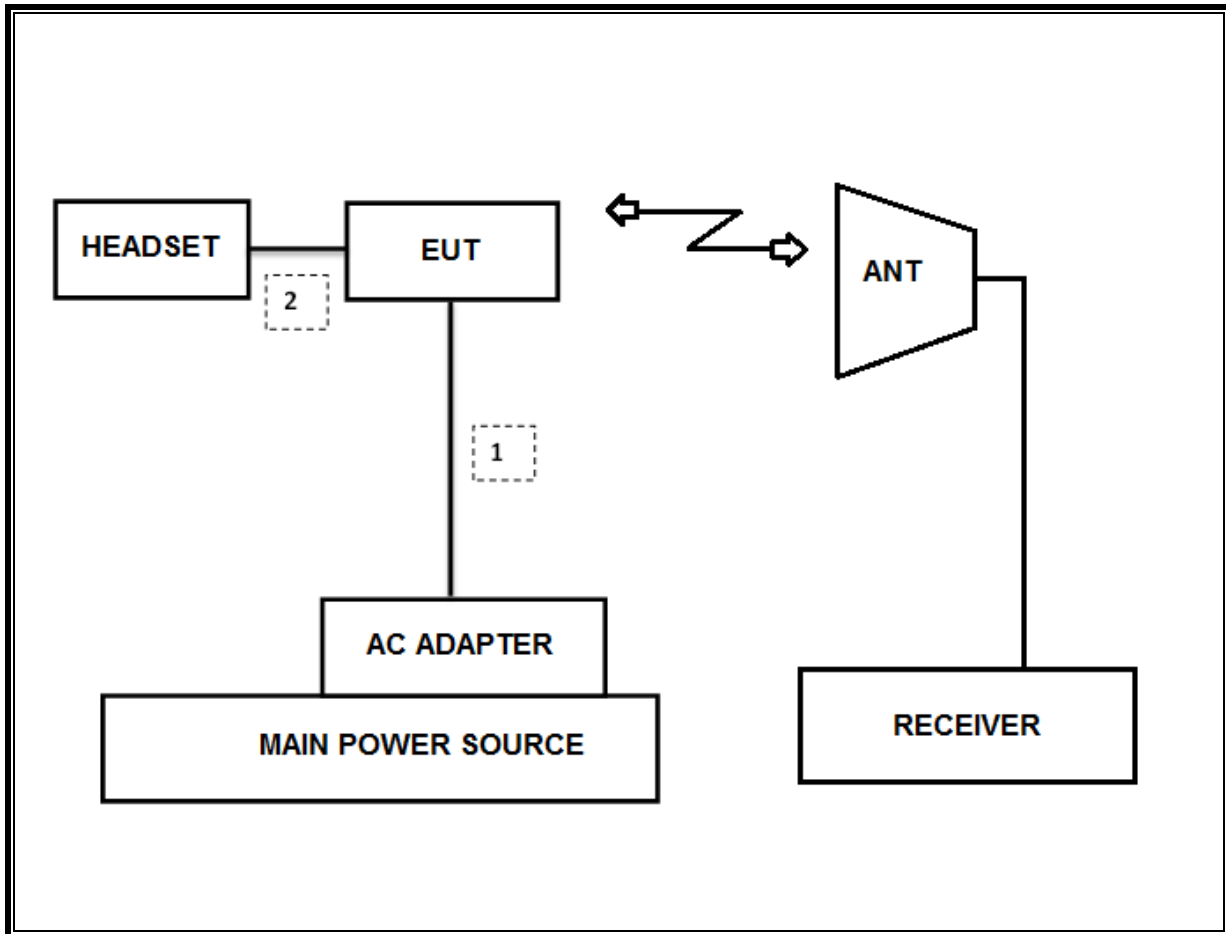 HEADSET
EUT
2
ANT
1
AC ADAPTER
MAIN POWER SOURCE
RECEIVER